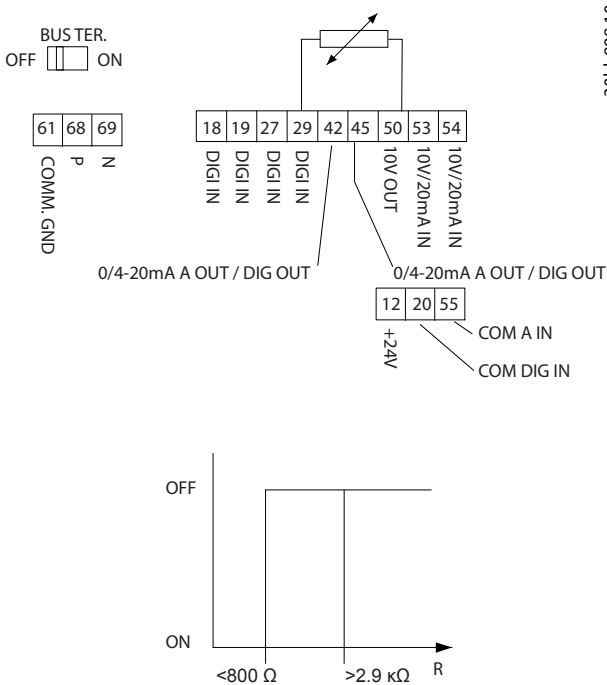 BUS TER.
OFF ON
61 68 69
COMM. GND
P
N
18 19 27 29 42 45 50 53 54
DIGI IN
DIGI IN
DIGI IN
DIGI IN
10V OUT
10V/20mA IN
10V/20mA IN
0/4-20mA A OUT / DIG OUT
0/4-20mA A OUT / DIG OUT
12 20 55
+24V
COM A IN
COM DIG IN
OFF
ON
<800 Ω
>2.9 κΩ
R